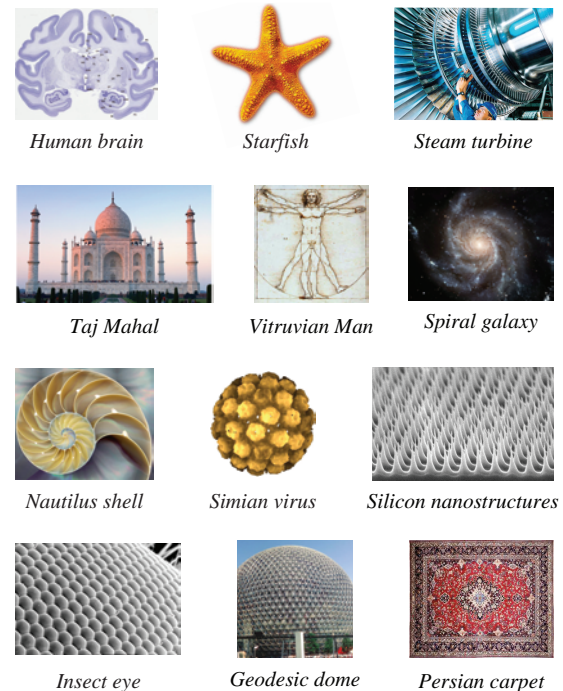 Human brain
Starfish
Steam turbine
Taj Mahal
Vitruvian Man
Spiral galaxy
Nautilus shell
Simian virus
Silicon nanostructures
Insect eye
Geodesic dome
Persian carpet